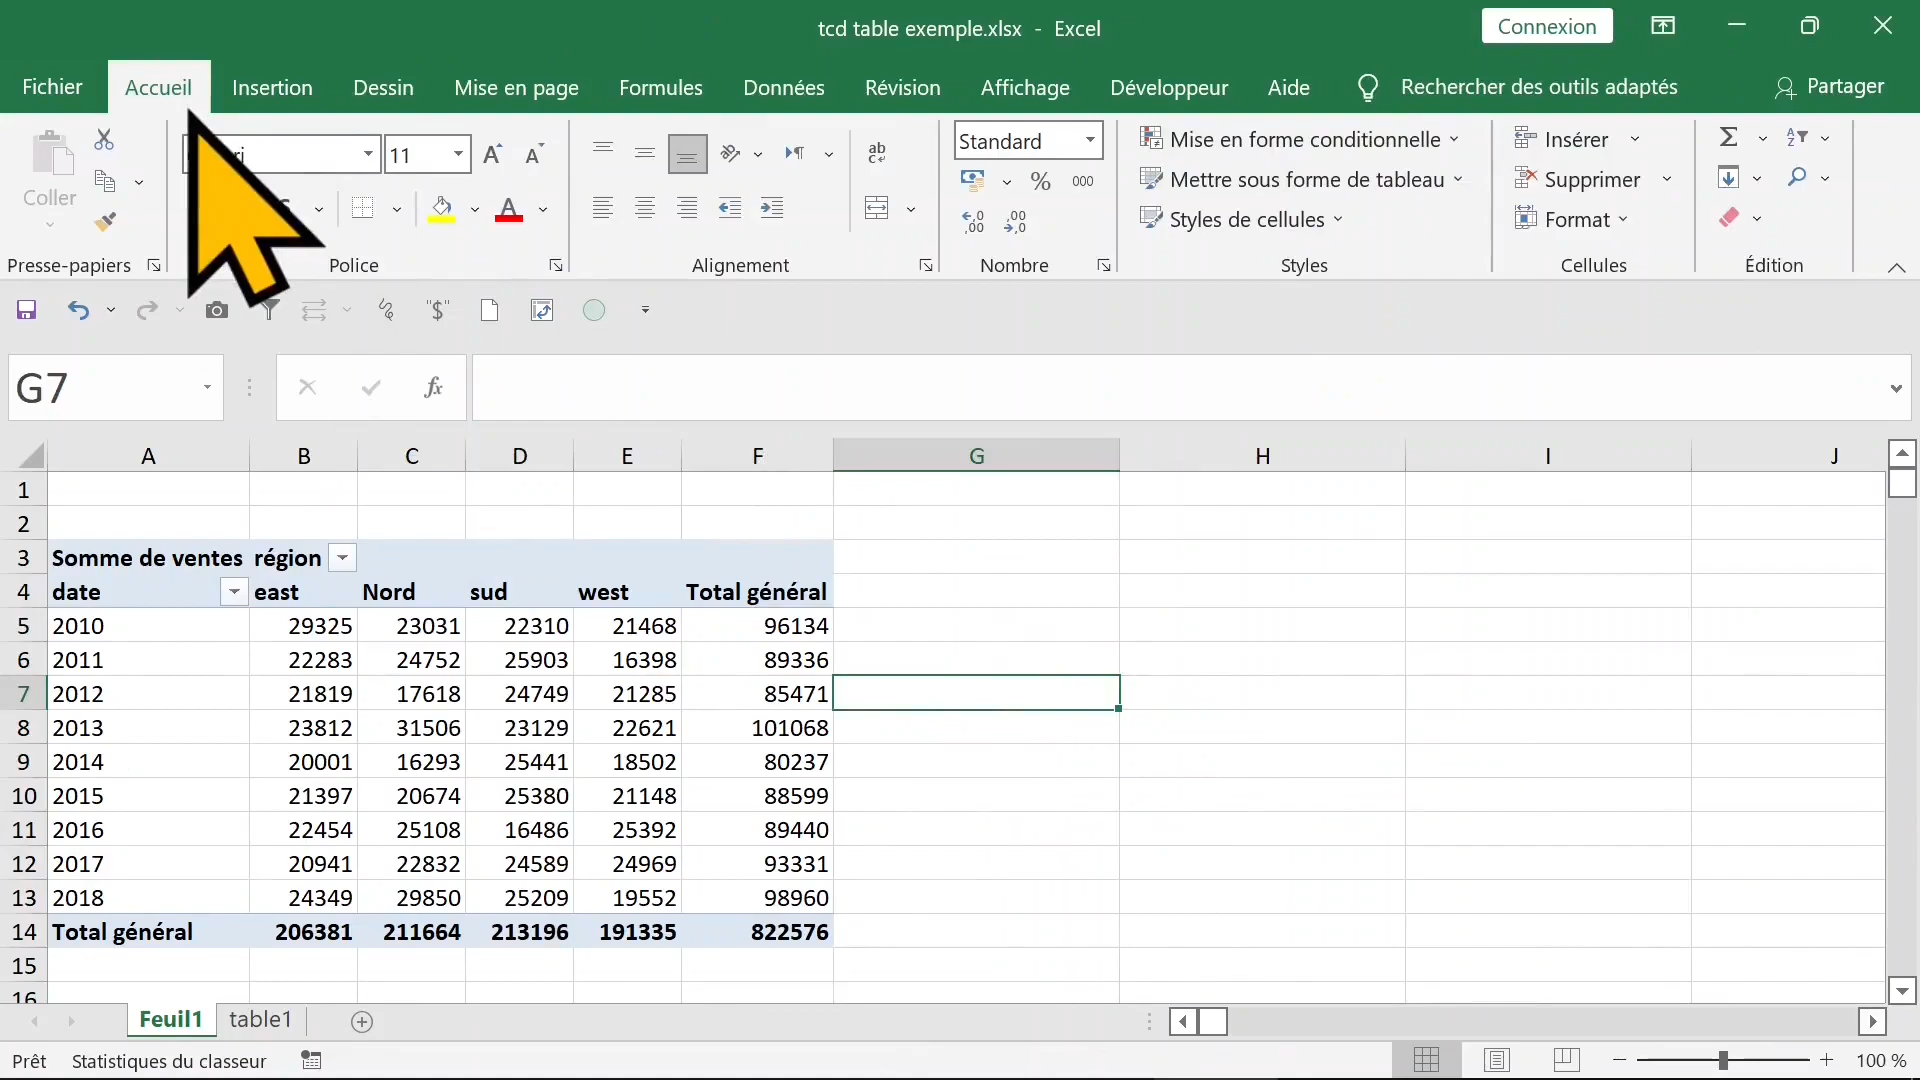 tcd table exemple.xlsx - Excel
Connexion
Fichier Accueil Insertion Dessin Mise en page Formules Données Révision Affichage Développeur Aide Rechercher des outils adaptés Partager
Coller
11
ab
Standard
% 000
Mise en forme conditionnelle
Mettre sous forme de tableau
Styles de cellules
Insérer
Supprimer
Format
Presse-papiers Police Alignement Nombre Styles Cellules Édition
"$"
G7
fx
A B C D E F G H I J
1
2
3 Somme de ventes région
4 date east Nord sud west Total général
5 2010 29325 23031 22310 21468 96134
6 2011 22283 24752 25903 16398 89336
7 2012 21819 17618 24749 21285 85471
8 2013 23812 31506 23129 22621 101068
9 2014 20001 16293 25441 18502 80237
10 2015 21397 20674 25380 21148 88599
11 2016 22454 25108 16486 25392 89440
12 2017 20941 22832 24589 24969 93331
13 2018 24349 29850 25209 19552 98960
14 Total général 206381 211664 213196 191335 822576
15
16
Feuil1 table1
Prêt Statistiques du classeur 100 %